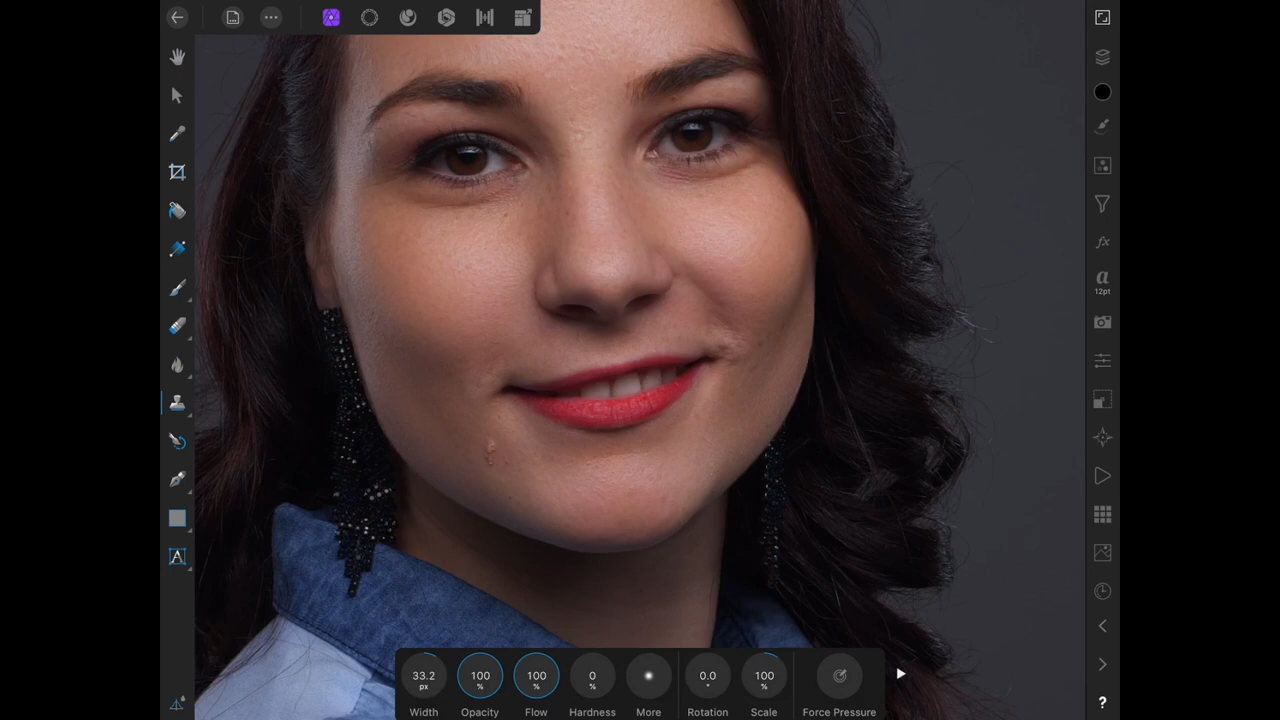 fx
a
12pt
A
33.2 100 100 0 0.0 100
px % % % ° %
Width Opacity Flow Hardness More Rotation Scale Force Pressure
?